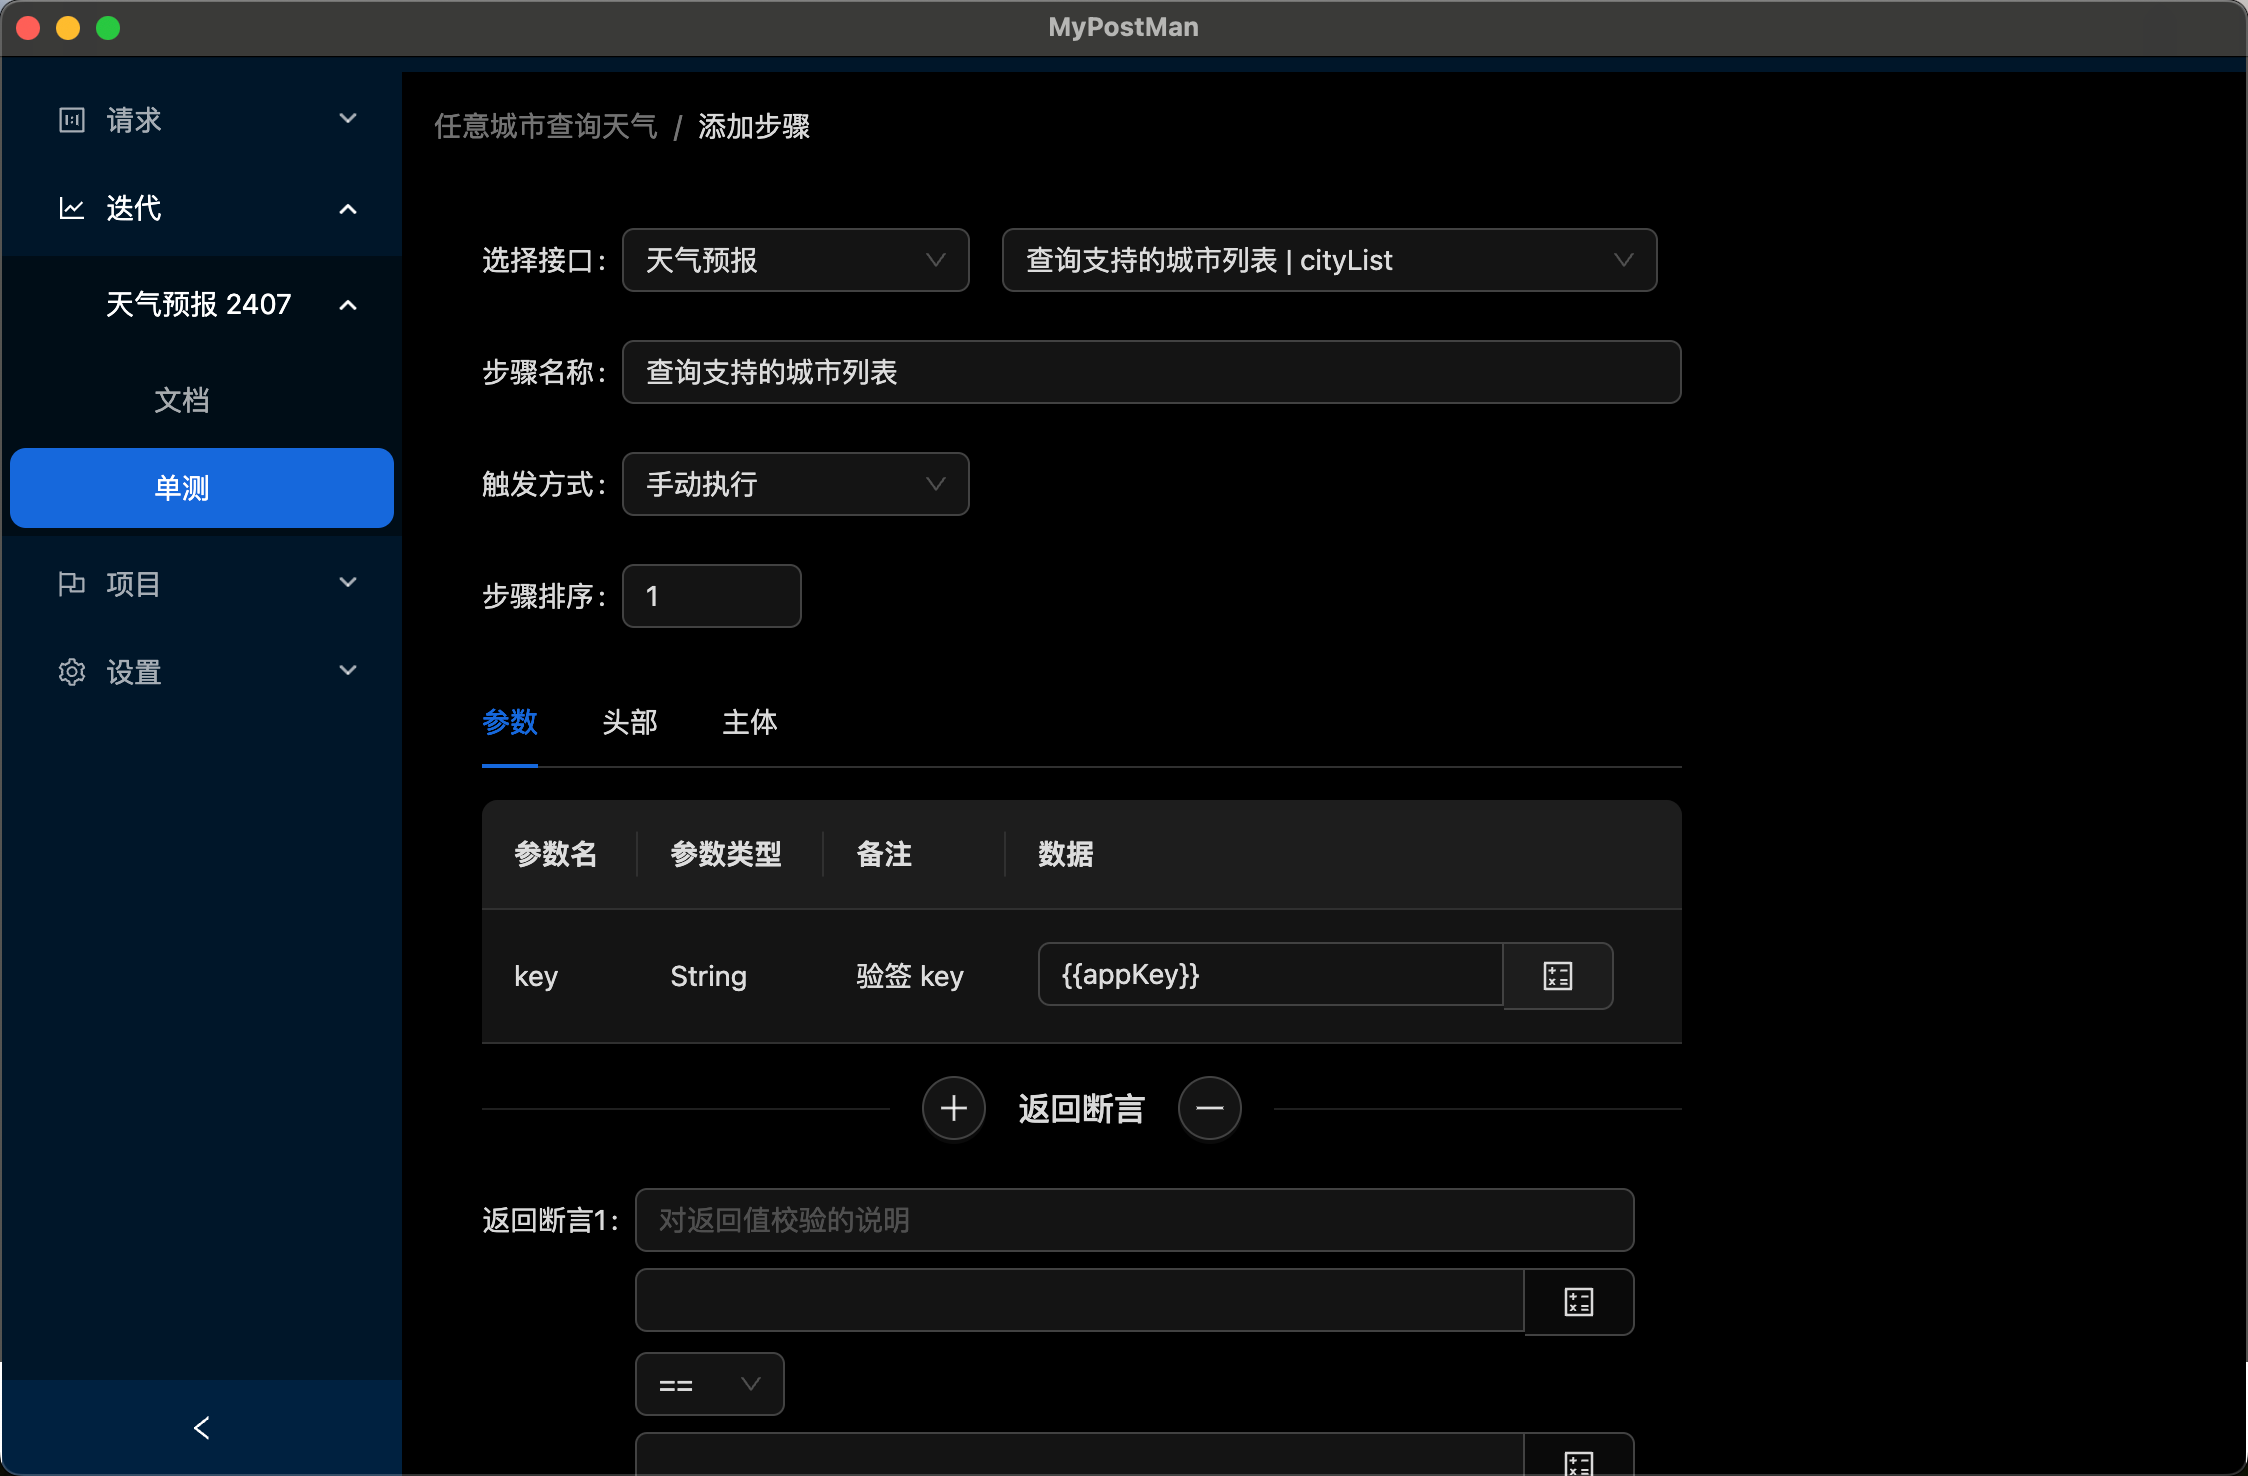 MyPostMan
请求
迭代
天气预报 2407
文档
单测
项目
设置
任意城市查询天气 / 添加步骤
选择接口: 天气预报 查询支持的城市列表 | cityList
步骤名称: 查询支持的城市列表
触发方式: 手动执行
步骤排序: 1
参数 头部 主体
参数名 参数类型 备注 数据
key String 验签 key {{appKey}}
返回断言
返回断言1: 对返回值校验的说明
==